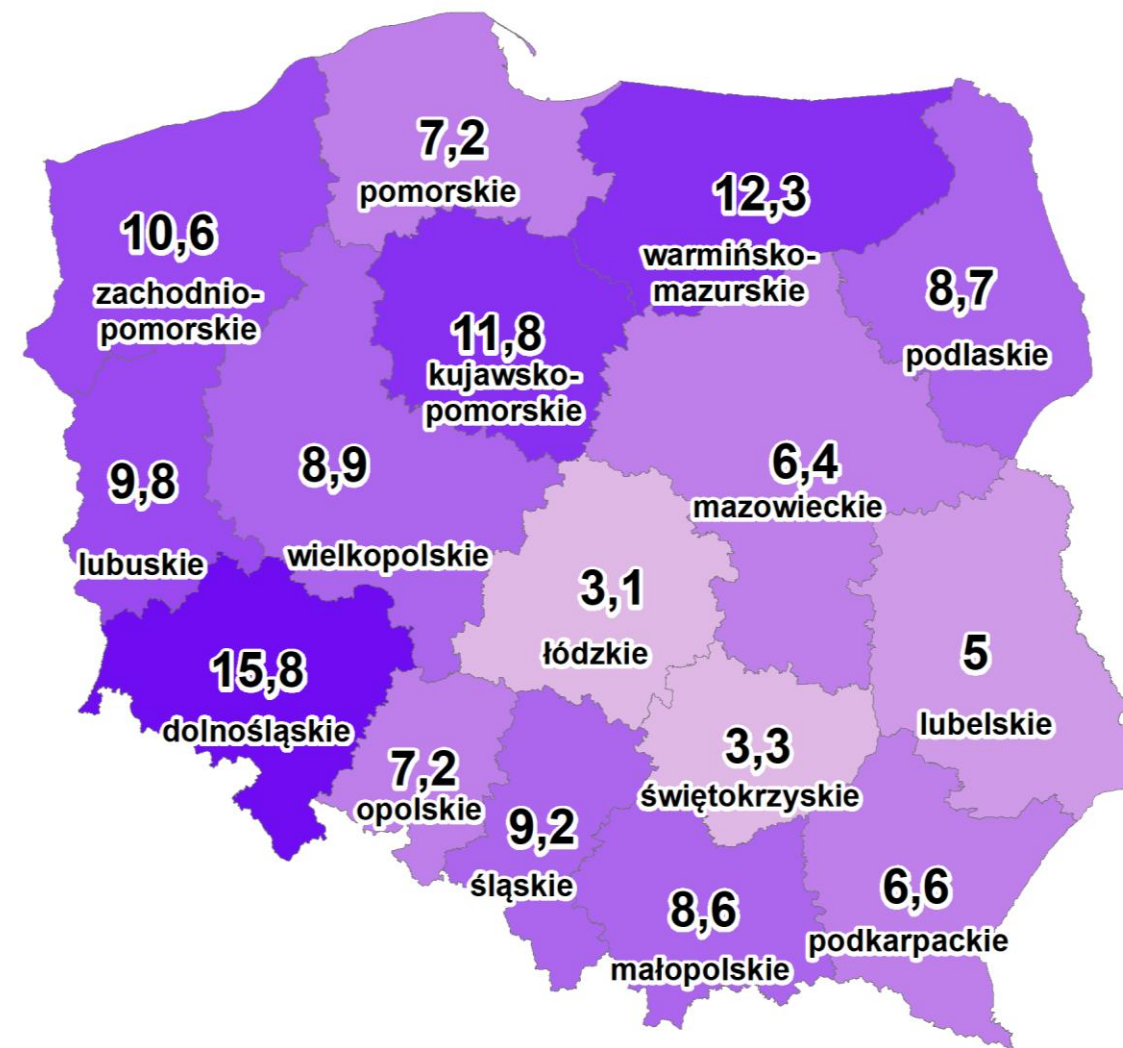 7,2
pomorskie
12,3
warmińsko-
mazurskie
10,6
zachodnio-
pomorskie
8,7
podlaskie
11,8
kujawsko-
pomorskie
9,8
lubuskie
8,9
wielkopolskie
6,4
mazowieckie
3,1
łódzkie
15,8
dolnośląskie
5
lubelskie
7,2
opolskie
3,3
świętokrzyskie
9,2
śląskie
8,6
małopolskie
6,6
podkarpackie